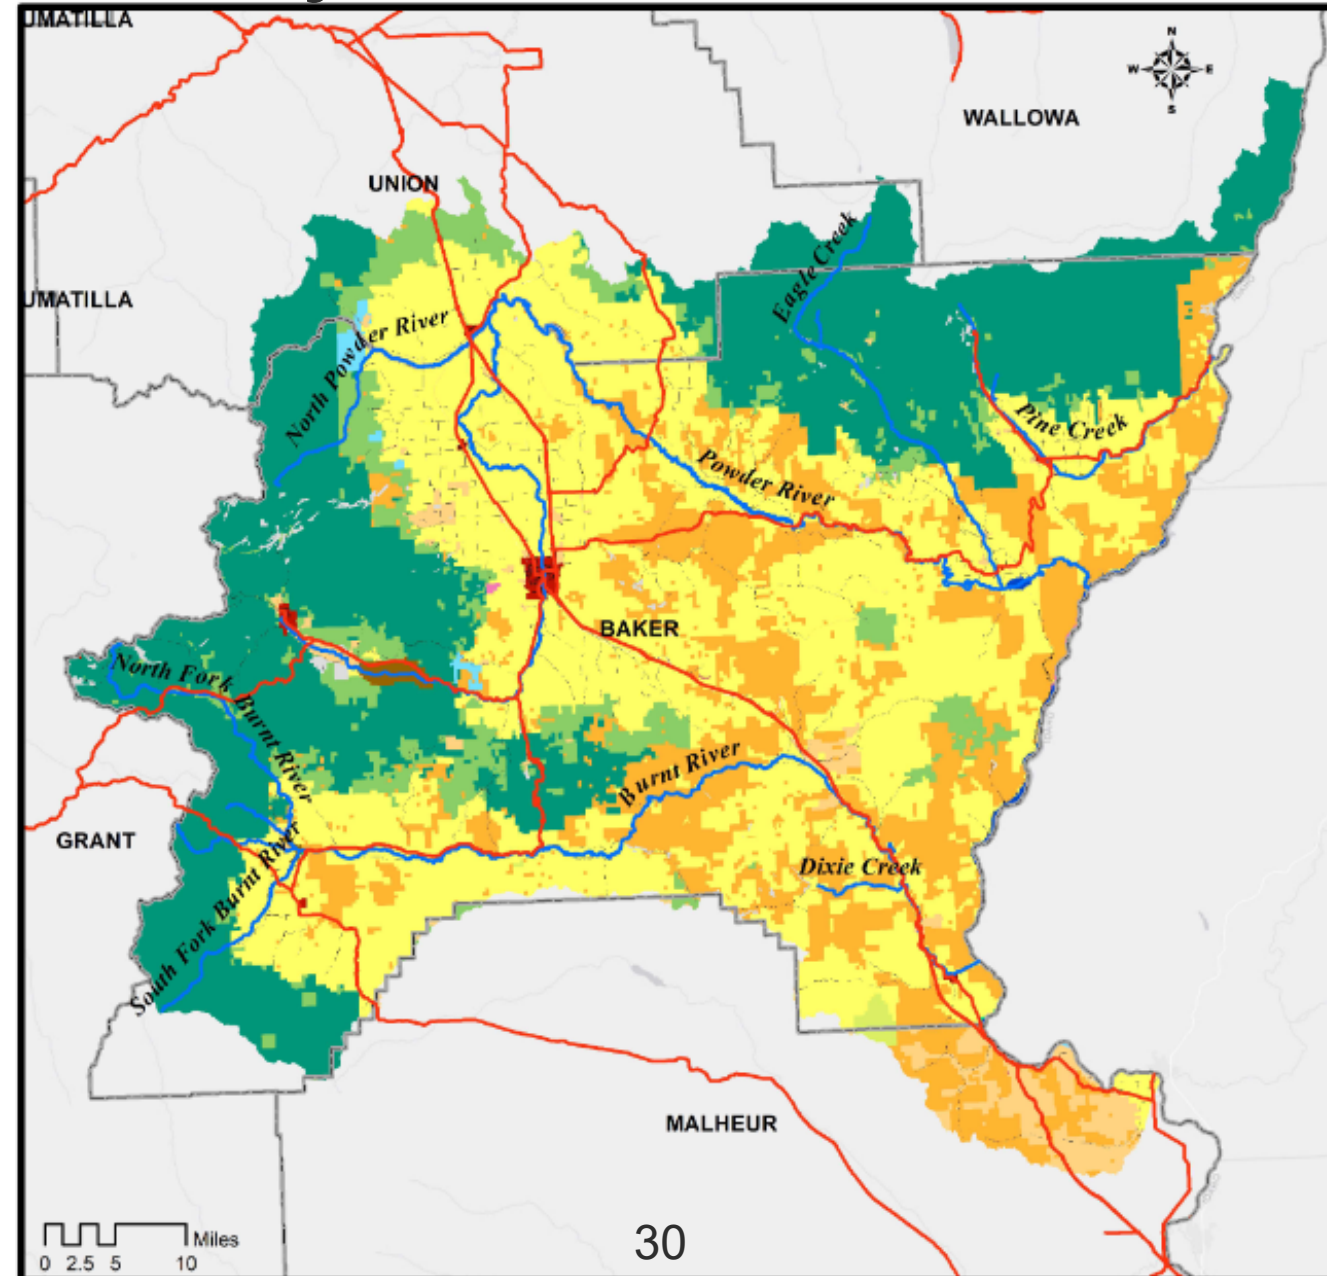 UMATILLA
N
W E
S
WALLOWA
UNION
Eagle Creek
UMATILLA
North Powder River
Pine Creek
Powder River
BAKER
North Fork Burnt River
Burnt River
GRANT
Dixie Creek
South Fork Burnt River
MALHEUR
Miles
0 2.5 5 10
30